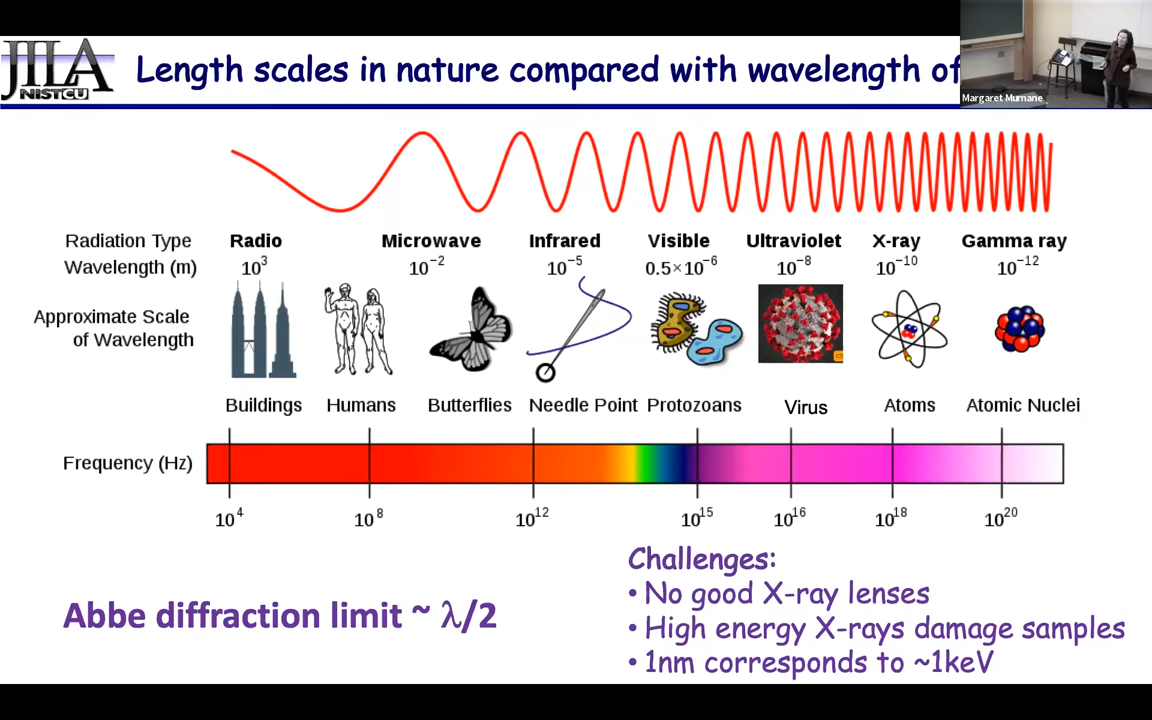 JILA
NIST CU
Length scales in nature compared with wavelength of
Margaret Murnane
Radiation Type Radio Microwave Infrared Visible Ultraviolet X-ray Gamma ray
Wavelength (m) 10³ 10⁻² 10⁻⁵ 0.5×10⁻⁶ 10⁻⁸ 10⁻¹⁰ 10⁻¹²
Approximate Scale
of Wavelength
Buildings Humans Butterflies Needle Point Protozoans Virus Atoms Atomic Nuclei
Frequency (Hz)
10⁴ 10⁸ 10¹² 10¹⁵ 10¹⁶ 10¹⁸ 10²⁰
Challenges:
• No good X-ray lenses
Abbe diffraction limit ~ λ/2
• High energy X-rays damage samples
• 1nm corresponds to ~1keV